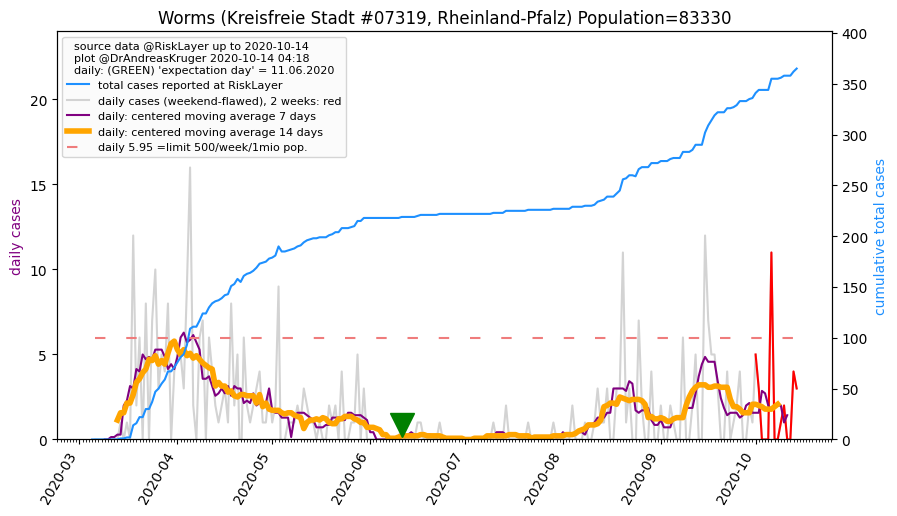 Worms (Kreisfreie Stadt #07319, Rheinland-Pfalz) Population=83330
source data @RiskLayer up to 2020-10-14
plot @DrAndreasKruger 2020-10-14 04:18
daily: (GREEN) 'expectation day' = 11.06.2020
total cases reported at RiskLayer
daily cases (weekend-flawed), 2 weeks: red
daily: centered moving average 7 days
daily: centered moving average 14 days
daily 5.95 =limit 500/week/1mio pop.
daily cases
20
15
10
5
0
cumulative total cases
400
350
300
250
200
150
100
50
0
2020-03
2020-04
2020-05
2020-06
2020-07
2020-08
2020-09
2020-10